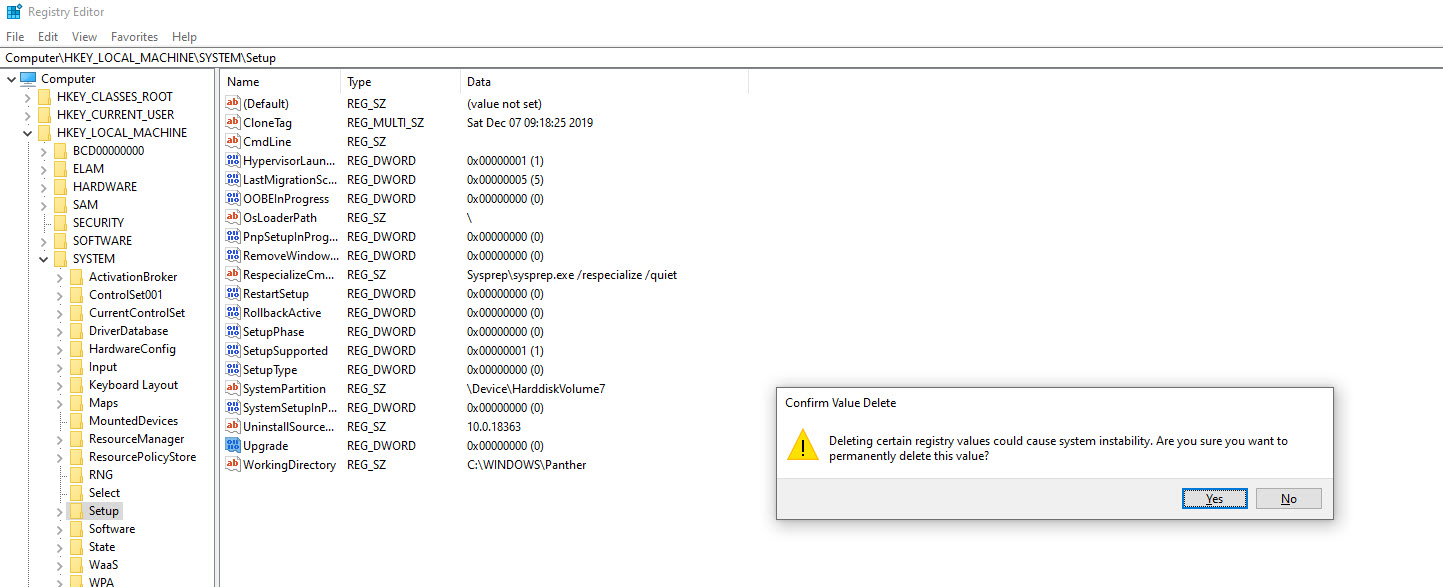 Registry Editor
File Edit View Favorites Help
Computer\HKEY_LOCAL_MACHINE\SYSTEM\Setup
Computer
HKEY_CLASSES_ROOT
HKEY_CURRENT_USER
HKEY_LOCAL_MACHINE
BCD00000000
ELAM
HARDWARE
SAM
SECURITY
SOFTWARE
SYSTEM
ActivationBroker
ControlSet001
CurrentControlSet
DriverDatabase
HardwareConfig
Input
Keyboard Layout
Maps
MountedDevices
ResourceManager
ResourcePolicyStore
RNG
Select
Setup
Software
State
WaaS
WPA
Name Type Data
(Default) REG_SZ (value not set)
CloneTag REG_MULTI_SZ Sat Dec 07 09:18:25 2019
CmdLine REG_SZ
HypervisorLaun... REG_DWORD 0x00000001 (1)
LastMigrationSc... REG_DWORD 0x00000005 (5)
OOBEInProgress REG_DWORD 0x00000000 (0)
OsLoaderPath REG_SZ \
PnpSetupInProg... REG_DWORD 0x00000000 (0)
RemoveWindow... REG_DWORD 0x00000000 (0)
RespecializeCm... REG_SZ Sysprep\sysprep.exe /respecialize /quiet
RestartSetup REG_DWORD 0x00000000 (0)
RollbackActive REG_DWORD 0x00000000 (0)
SetupPhase REG_DWORD 0x00000000 (0)
SetupSupported REG_DWORD 0x00000001 (1)
SetupType REG_DWORD 0x00000000 (0)
SystemPartition REG_SZ \Device\HarddiskVolume7
SystemSetupInP... REG_DWORD 0x00000000 (0)
UninstallSource... REG_SZ 10.0.18363
Upgrade REG_DWORD 0x00000000 (0)
WorkingDirectory REG_SZ C:\WINDOWS\Panther
Confirm Value Delete
Deleting certain registry values could cause system instability. Are you sure you want to
permanently delete this value?
Yes No